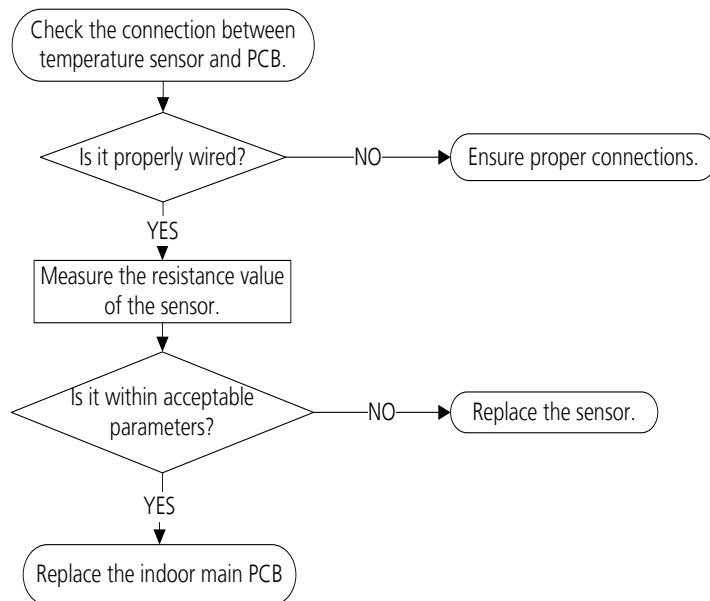 Check the connection between
temperature sensor and PCB.
Is it properly wired?
NO
Ensure proper connections.
YES
Measure the resistance value
of the sensor.
Is it within acceptable
parameters?
NO
Replace the sensor.
YES
Replace the indoor main PCB